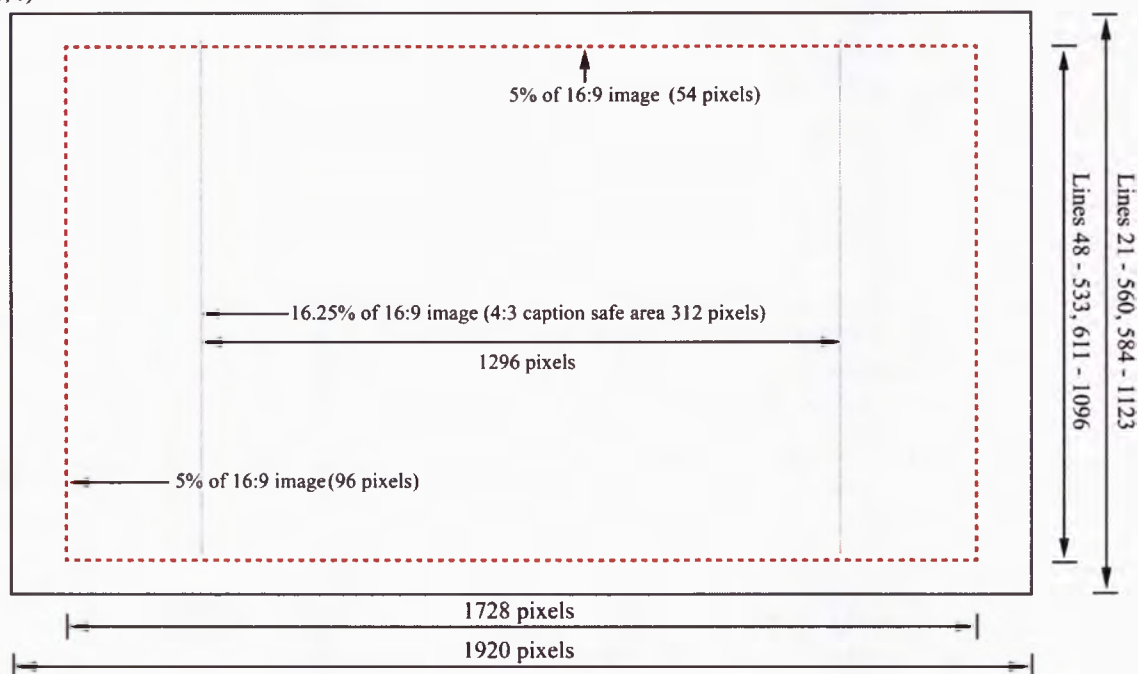 5% of 16:9 image (54 pixels)
16.25% of 16:9 image (4:3 caption safe area 312 pixels)
1296 pixels
5% of 16:9 image (96 pixels)
Lines 48 - 533, 611 - 1096
Lines 21 - 560, 584 - 1123
1728 pixels
1920 pixels